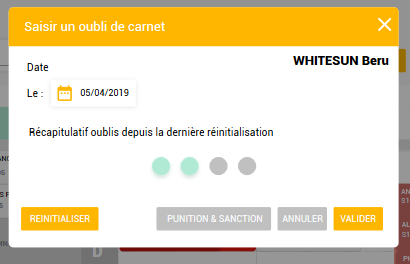 Saisir un oubli de carnet
WHITESUN Beru
Date
Le : 05/04/2019
Récapitulatif oublis depuis la dernière réinitialisation
REINITIALISER PUNITION & SANCTION ANNULER VALIDER
D